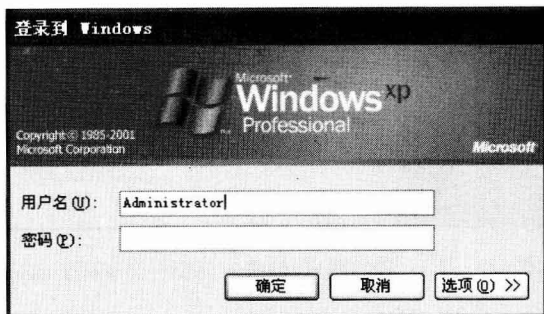 登录到 Windows
Microsoft
Windows xp
Professional
Copyright © 1985-2001
Microsoft Corporation
Microsoft
用户名(U):
Administrator
密码(P):
确定
取消
选项(O) >>